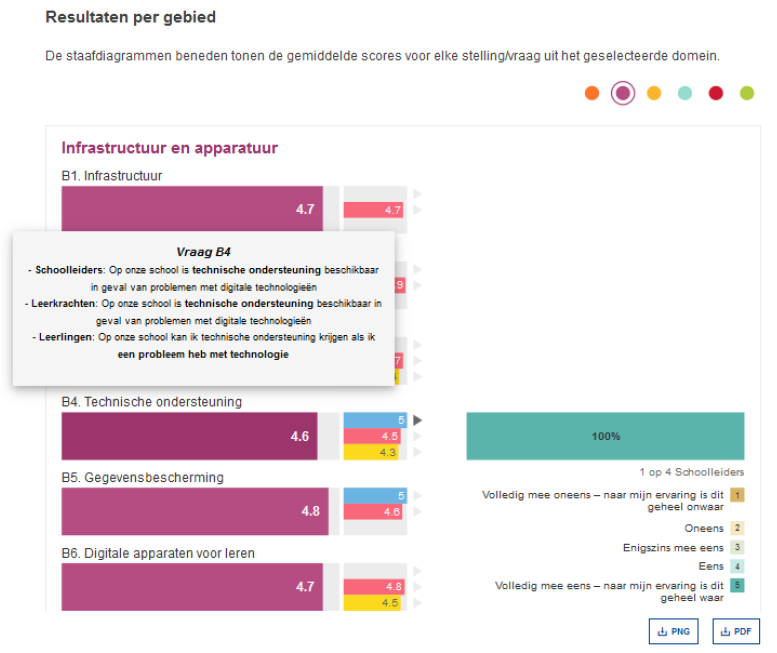 Resultaten per gebied
De staafdiagrammen beneden tonen de gemiddelde scores voor elke stelling/vraag uit het geselecteerde domein.
Infrastructuur en apparatuur
B1. Infrastructuur
4.7
4.7
Vraag B4
- Schoolleiders: Op onze school is technische ondersteuning beschikbaar
in geval van problemen met digitale technologieën
- Leerkrachten: Op onze school is technische ondersteuning beschikbaar in
geval van problemen met digitale technologieën
- Leerlingen: Op onze school kan ik technische ondersteuning krijgen als ik
een probleem heb met technologie
9
7
B4. Technische ondersteuning
4.6
5
4.5
4.3
100%
1 op 4 Schoolleiders
B5. Gegevensbescherming
4.8
5
4.6
Volledig mee oneens – naar mijn ervaring is dit 1
geheel onwaar
Oneens 2
Enigszins mee eens 3
Eens 4
Volledig mee eens – naar mijn ervaring is dit 5
geheel waar
B6. Digitale apparaten voor leren
4.7
4.8
4.5
PNG
PDF